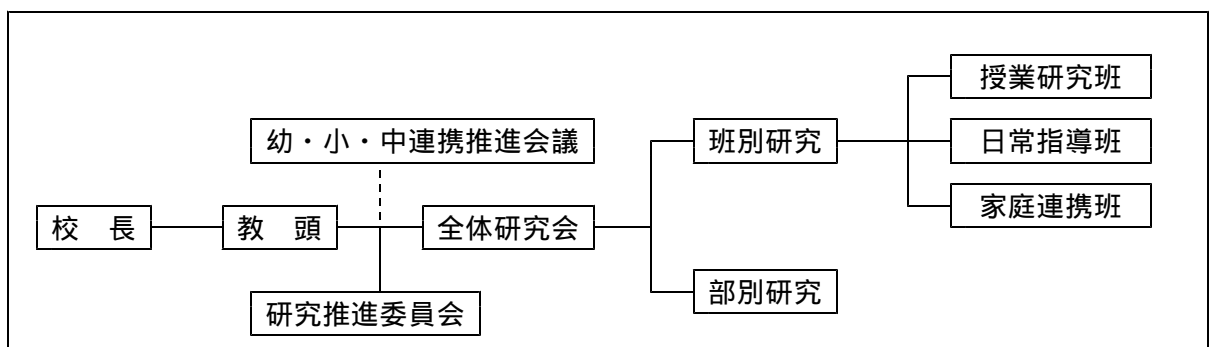 授業研究班
幼・小・中連携推進会議
班別研究
日常指導班
家庭連携班
校　長
教　頭
全体研究会
部別研究
研究推進委員会